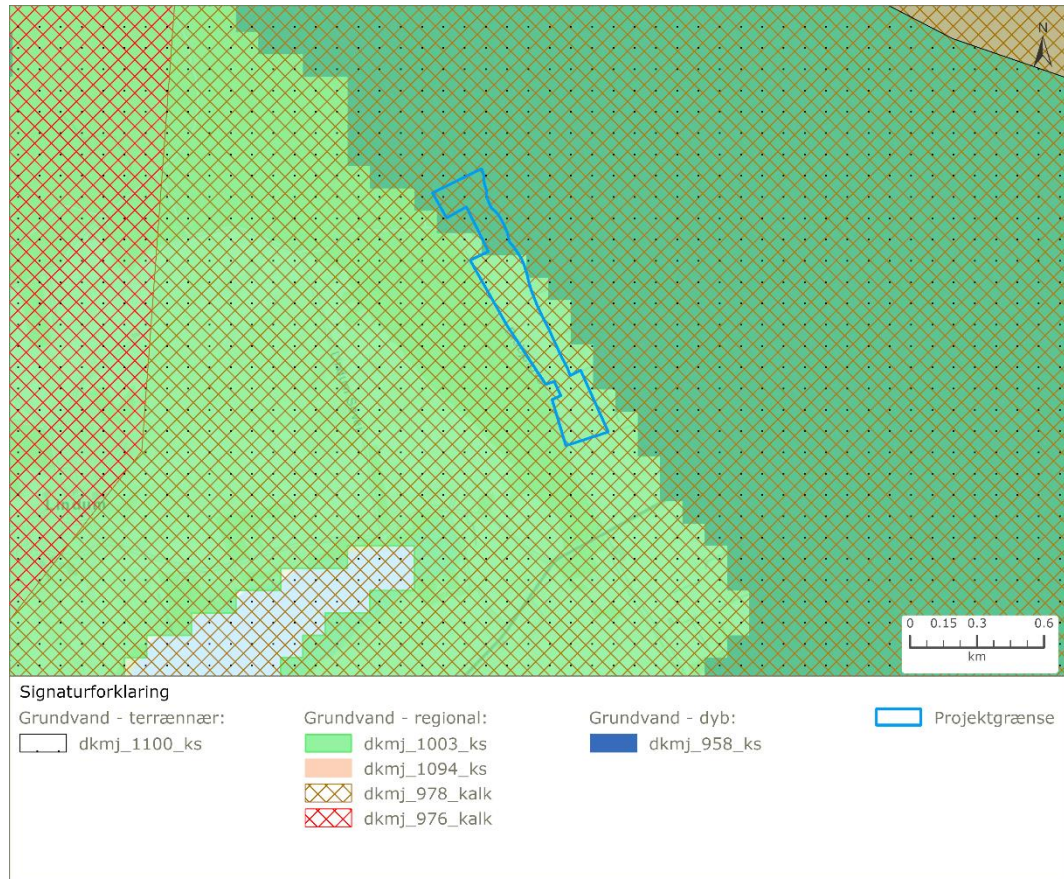 N
Lindum
0 0.15 0.3 0.6
km
Signaturforklaring
Grundvand - terrænnær:
dkmj_1100_ks
Grundvand - regional:
dkmj_1003_ks
dkmj_1094_ks
dkmj_978_kalk
dkmj_976_kalk
Grundvand - dyb:
dkmj_958_ks
Projektgrænse